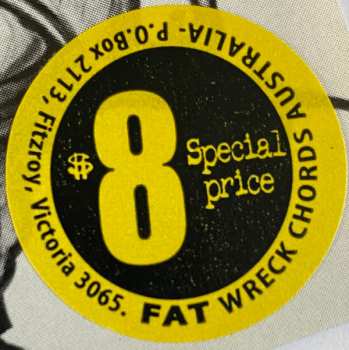 FAT WRECK CHORDS AUSTRALIA - P.O.Box 2113, Fitzroy, Victoria 3065.
$8
Special
price